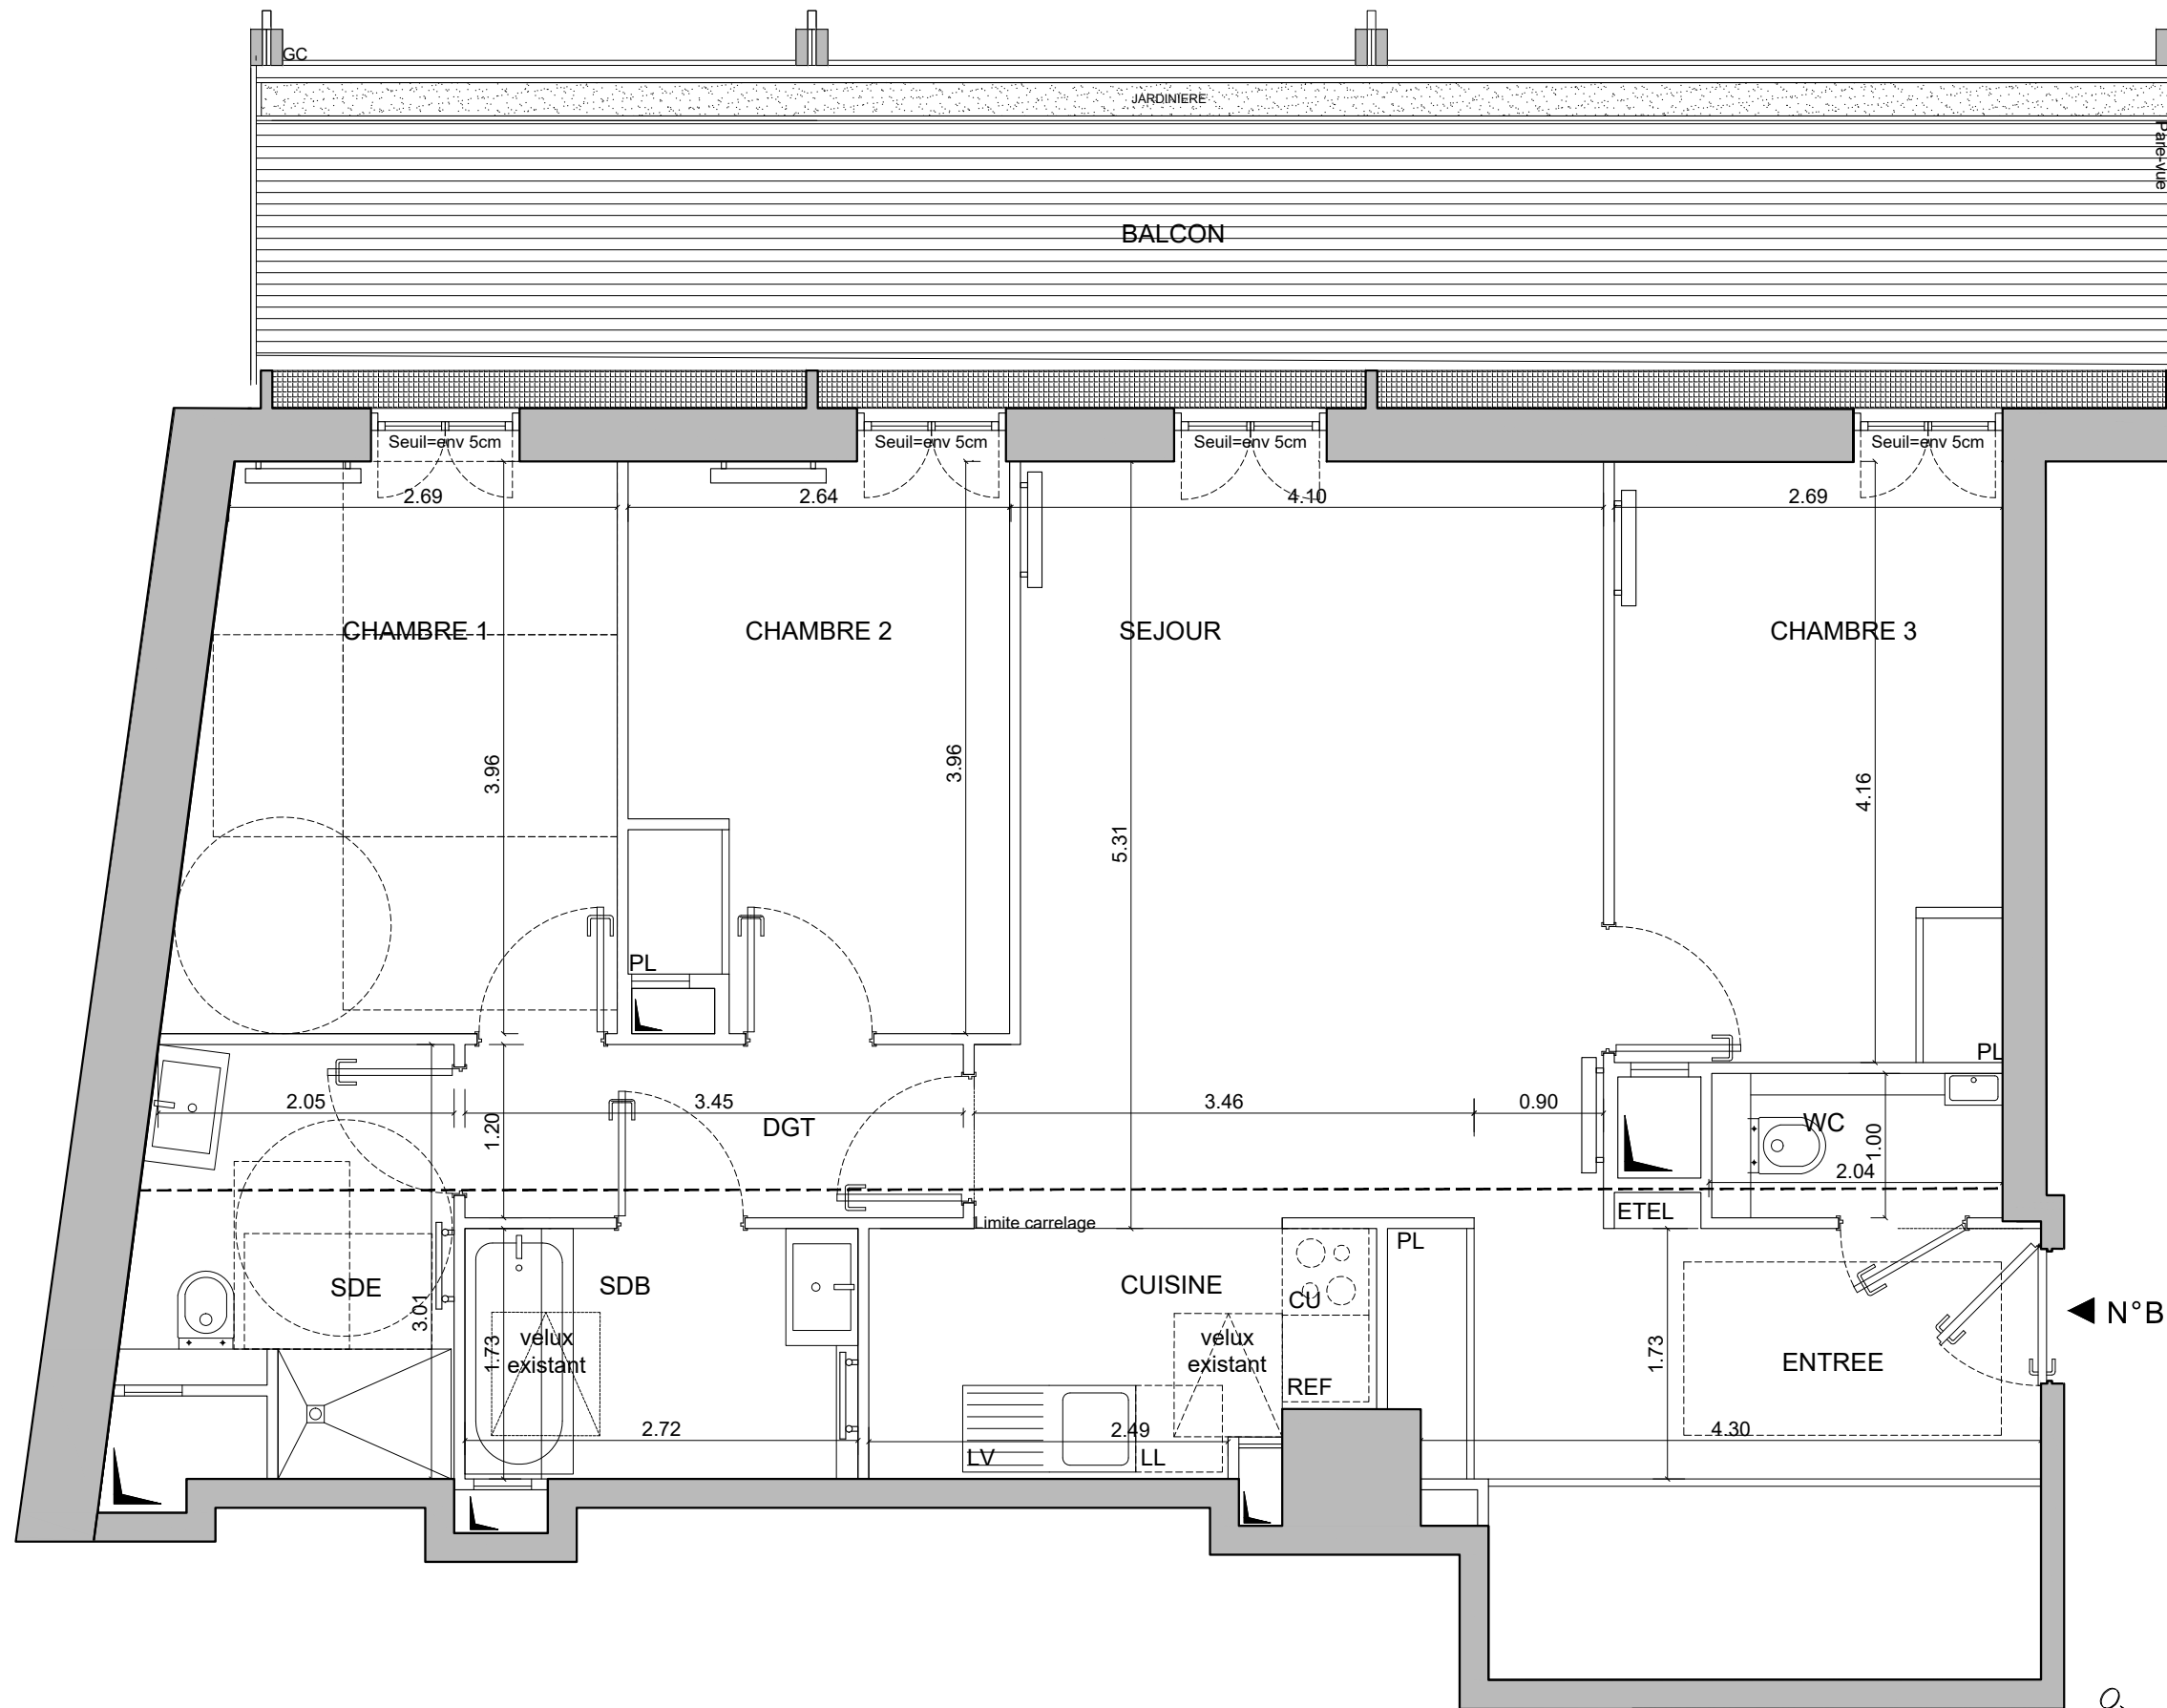 GC
JARDINIERE
Pare-vue
BALCON
Seuil=env 5cm
Seuil=env 5cm
Seuil=env 5cm
Seuil=env 5cm
2.69
2.64
4.10
2.69
CHAMBRE 1
CHAMBRE 2
SEJOUR
CHAMBRE 3
3.96
3.96
5.31
4.16
PL
PL
2.05
1.20
3.45
DGT
3.46
0.90
WC
1.00
2.04
ETEL
Limite carrelage
PL
SDE
3.01
SDB
1.73
velux
existant
2.72
CUISINE
velux
existant
CU
REF
2.49
LV
LL
1.73
ENTREE
4.30
N°B